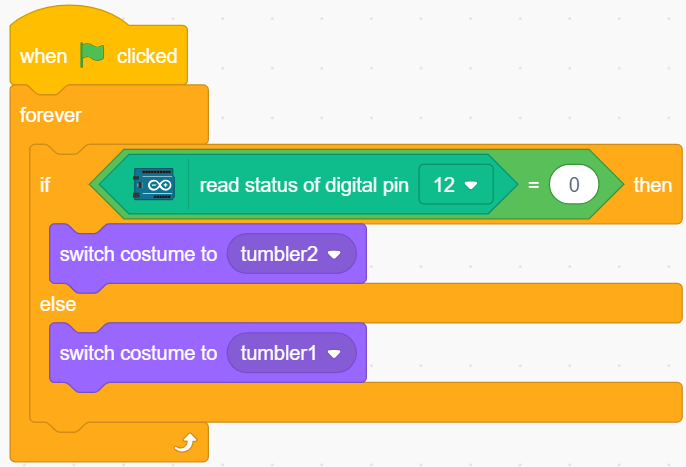 when clicked
forever
if read status of digital pin 12 = 0 then
switch costume to tumbler2
else
switch costume to tumbler1